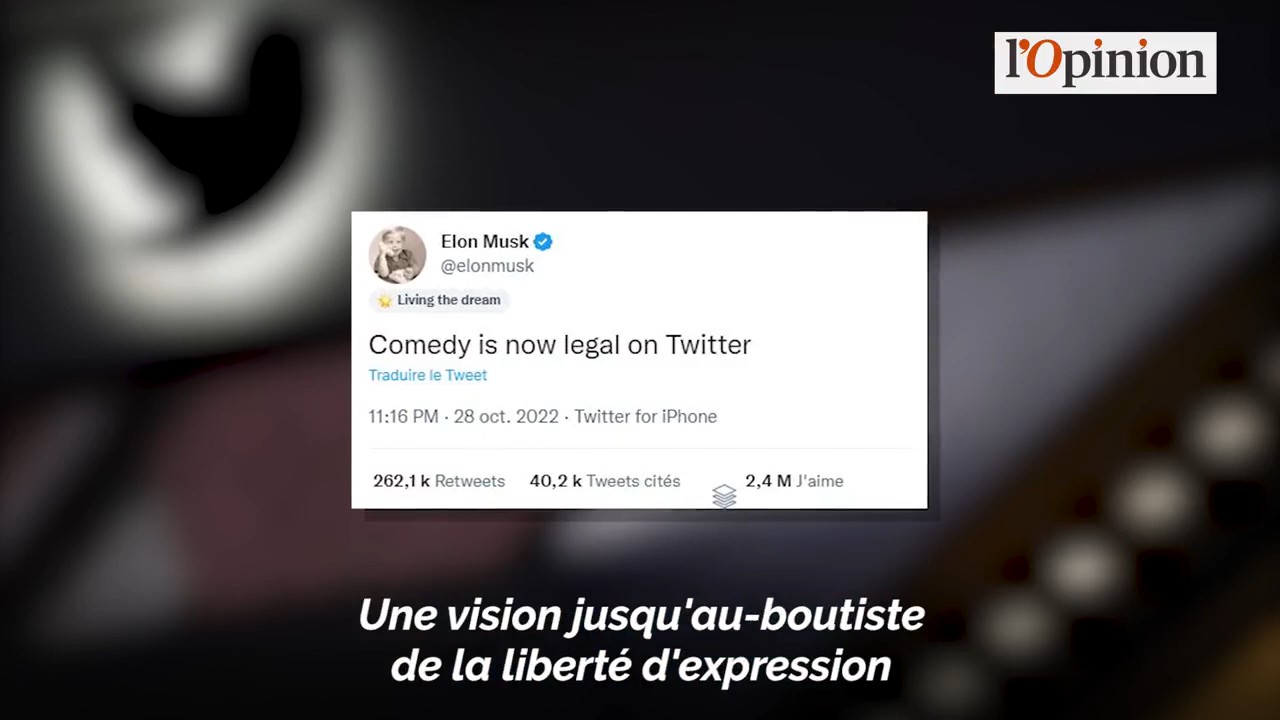 l'Opinion
Elon Musk
@elonmusk
Living the dream
Comedy is now legal on Twitter
Traduire le Tweet
11:16 PM · 28 oct. 2022 · Twitter for iPhone
262,1 k Retweets 40,2 k Tweets cités 2,4 M J'aime
Une vision jusqu'au-boutiste
de la liberté d'expression